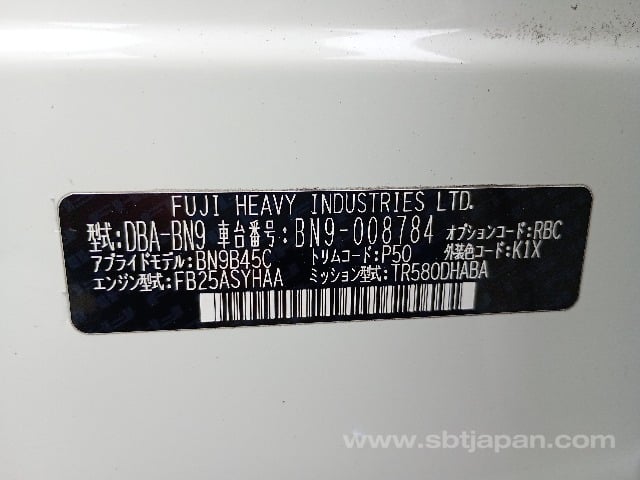 FUJI HEAVY INDUSTRIES LTD.
型式:DBA-BN9 車台番号:BN9-008784 オプションコード:RBC
アプライドモデル:BN9B45C トリムコード:P50 外装色コード:K1X
エンジン型式:FB25ASYHAA ミッション型式:TR580DHABA
www.sbtjapan.com